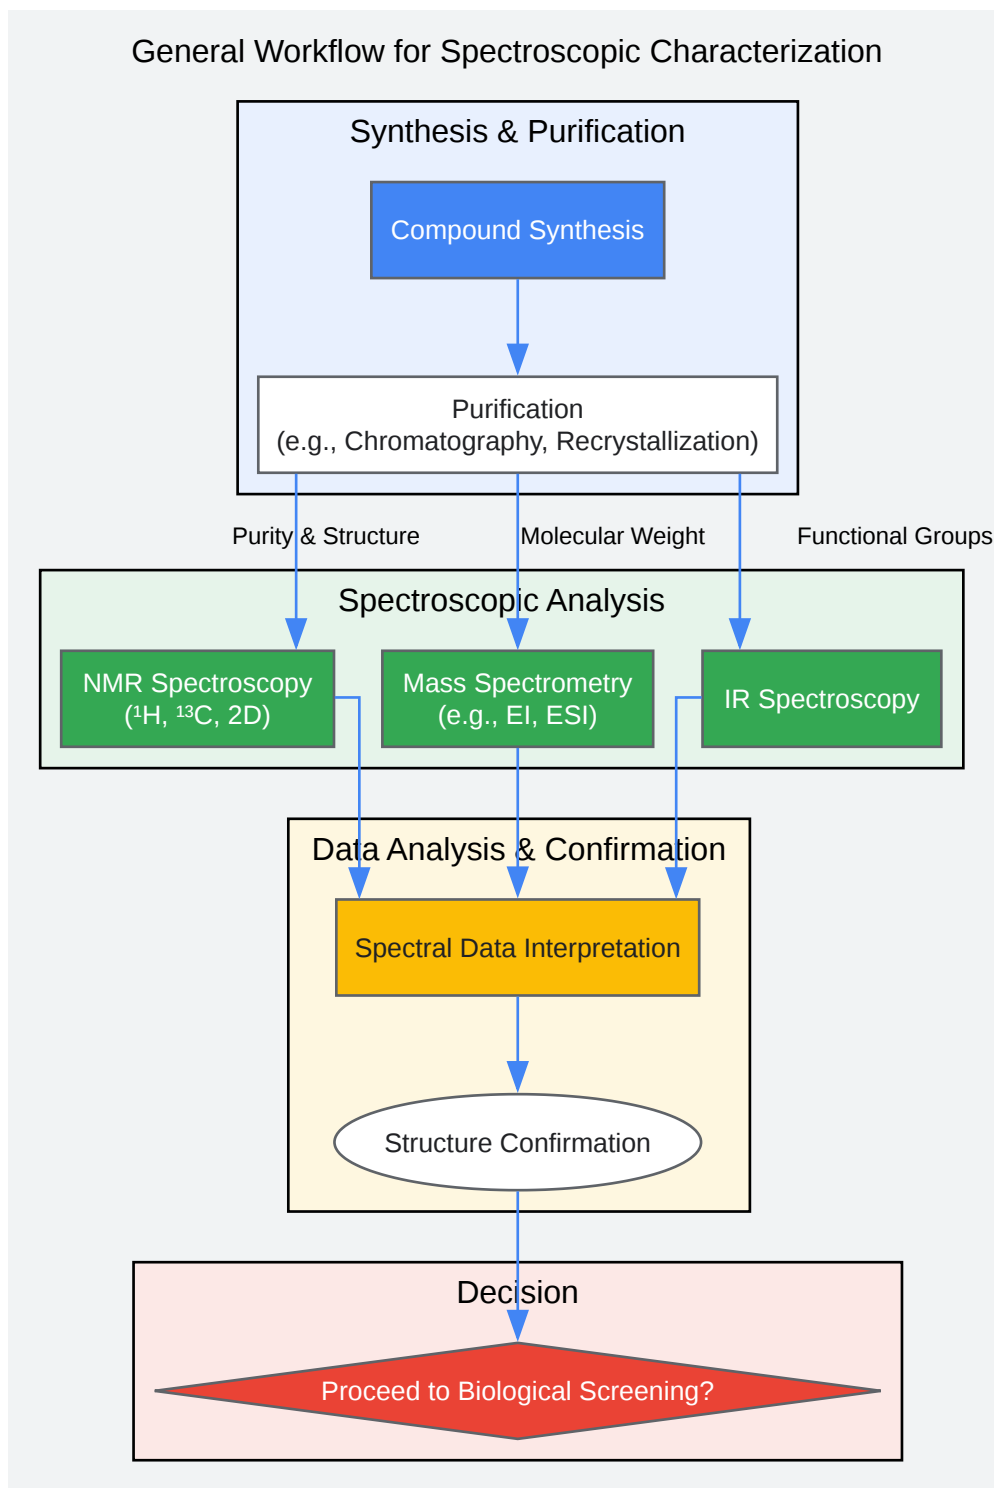 General Workflow for Spectroscopic Characterization
Synthesis & Purification
Compound Synthesis
Purification
(e.g., Chromatography, Recrystallization)
Purity & Structure
Molecular Weight
Functional Groups
Spectroscopic Analysis
NMR Spectroscopy
(¹H, ¹³C, 2D)
Mass Spectrometry
(e.g., EI, ESI)
IR Spectroscopy
Data Analysis & Confirmation
Spectral Data Interpretation
Structure Confirmation
Decision
Proceed to Biological Screening?